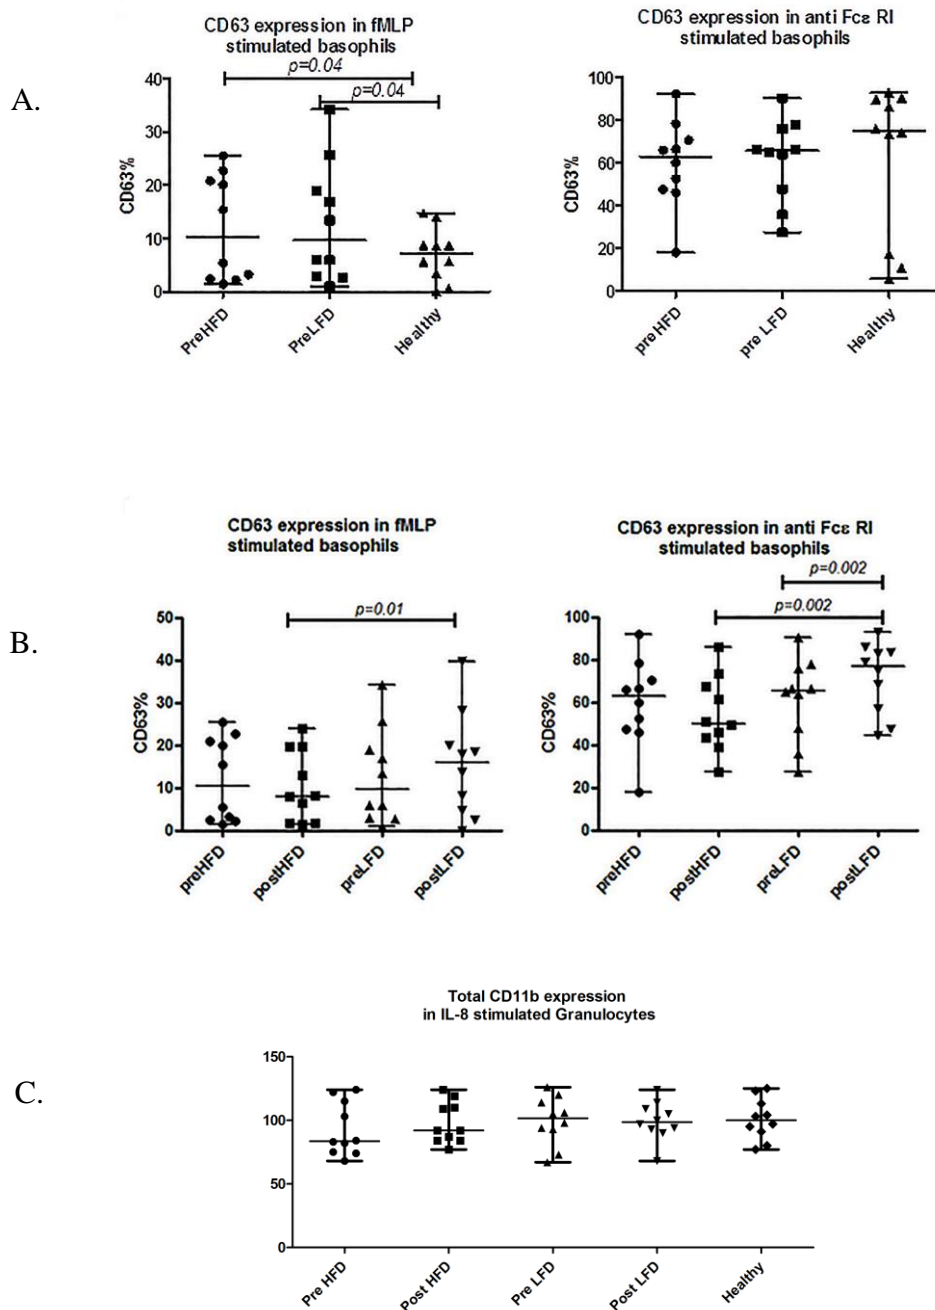 A.
CD63 expression in fMLP
stimulated basophils
p=0.04
p=0.04
CD63%
40
30
20
10
0
PreHFD
PreLFD
Healthy
CD63 expression in anti Fcε RI
stimulated basophils
CD63%
100
80
60
40
20
0
preHFD
pre LFD
Healthy
B.
CD63 expression in fMLP
stimulated basophils
p=0.01
CD63%
50
40
30
20
10
0
preHFD
postHFD
preLFD
postLFD
CD63 expression in anti Fcε RI
stimulated basophils
p=0.002
p=0.002
CD63%
100
80
60
40
20
0
preHFD
postHFD
preLFD
postLFD
C.
Total CD11b expression
in IL-8 stimulated Granulocytes
150
100
50
0
Pre HFD
Post HFD
Pre LFD
Post LFD
Healthy